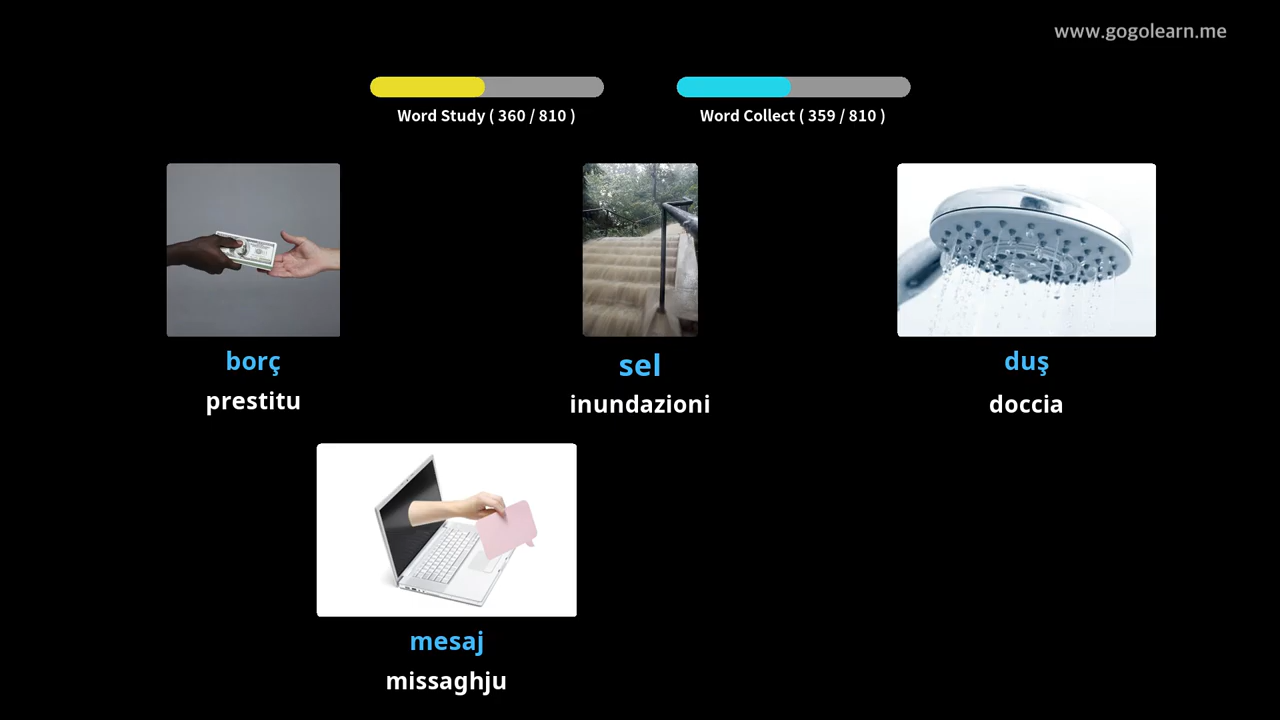 www.gogolearn.me
Word Study ( 360 / 810 )
Word Collect ( 359 / 810 )
borç
prestitu
sel
inundazioni
duş
doccia
mesaj
missaghju